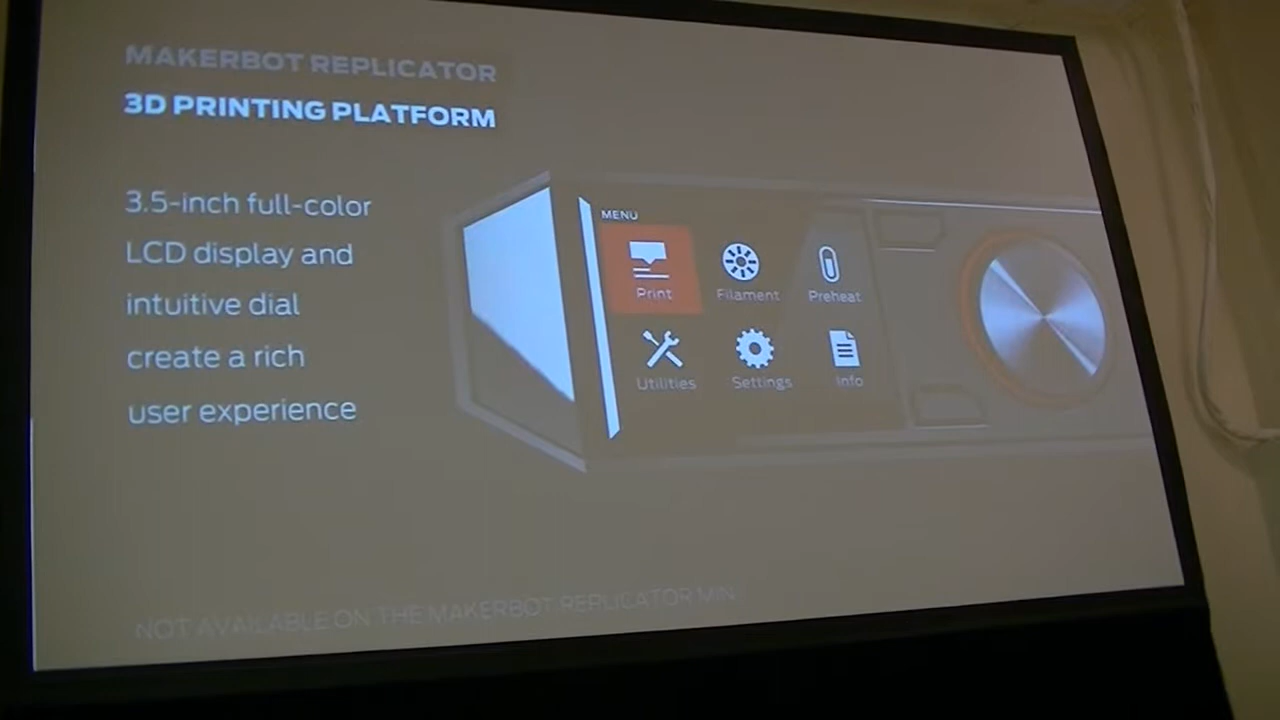 MAKERBOT REPLICATOR
3D PRINTING PLATFORM
3.5-inch full-color
LCD display and
intuitive dial
create a rich
user experience
MENU
Print Filament Preheat
Utilities Settings Info
NOT AVAILABLE ON THE MAKERBOT REPLICATOR MINI